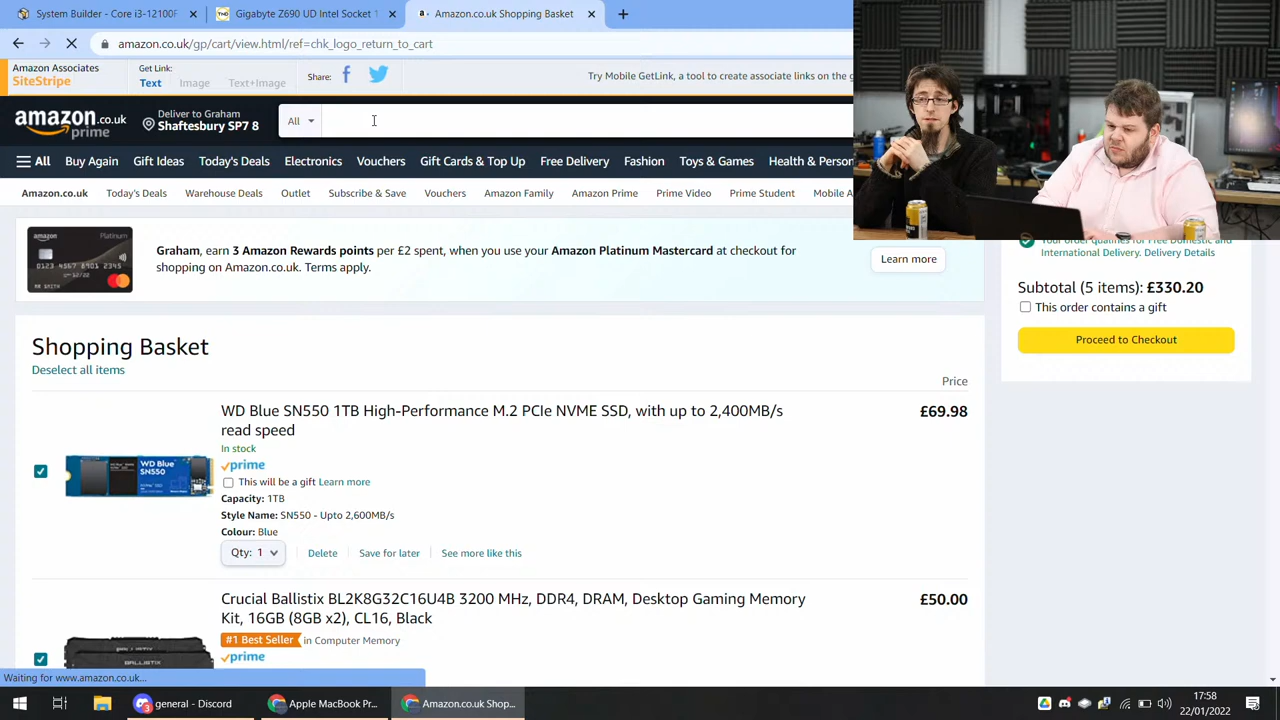 System Builder - Core i3-12100F
Gigabyte Z690 UD Intel Socket 1
Amazon.co.uk Shopping Basket
amazon.co.uk/gp/cart/view.html/ref=chk_logo_return_to_cart
Amazon Associates
SiteStripe
Get Link:
Text
Image
Text+Image
Share:
Try Mobile GetLink, a tool to create associate links on the g
amazon.co.uk
prime
Deliver to Graham
Shaftesbury SP7 8
All
All
Buy Again
Gift Ideas
Today's Deals
Electronics
Vouchers
Gift Cards & Top Up
Free Delivery
Fashion
Toys & Games
Health & Person
Amazon.co.uk
Today's Deals
Warehouse Deals
Outl
Subscribe & Save
Vouchers
Amazon Family
Amazon Prime
Prime Video
Prime Student
Mobile A
amazon
Platinum
0123 4567 8901 2345
Graham, earn 3 Amazon Rewards points per £2 spent, when you use your Amazon Platinum Mastercard at checkout for
shopping on Amazon.co.uk. Terms apply.
Learn more
Your order qualifies for Free Domestic and
International Delivery. Delivery Details
Subtotal (5 items): £330.20
This order contains a gift
Proceed to Checkout
Shopping Basket
Deselect all items
Price
WD Blue SN550 1TB High-Performance M.2 PCIe NVME SSD, with up to 2,400MB/s
read speed
£69.98
In stock
prime
WD Blue
SN550
This will be a gift Learn more
Capacity: 1TB
Style Name: SN550 - Upto 2,600MB/s
Colour: Blue
Qty: 1
Delete
Save for later
See more like this
Crucial Ballistix BL2K8G32C16U4B 3200 MHz, DDR4, DRAM, Desktop Gaming Memory
Kit, 16GB (8GB x2), CL16, Black
£50.00
#1 Best Seller in Computer Memory
prime
BALLISTIX
Waiting for www.amazon.co.uk...
general - Discord
Apple MacBook P...
Amazon.co.uk Shop...
17:58
22/01/2022